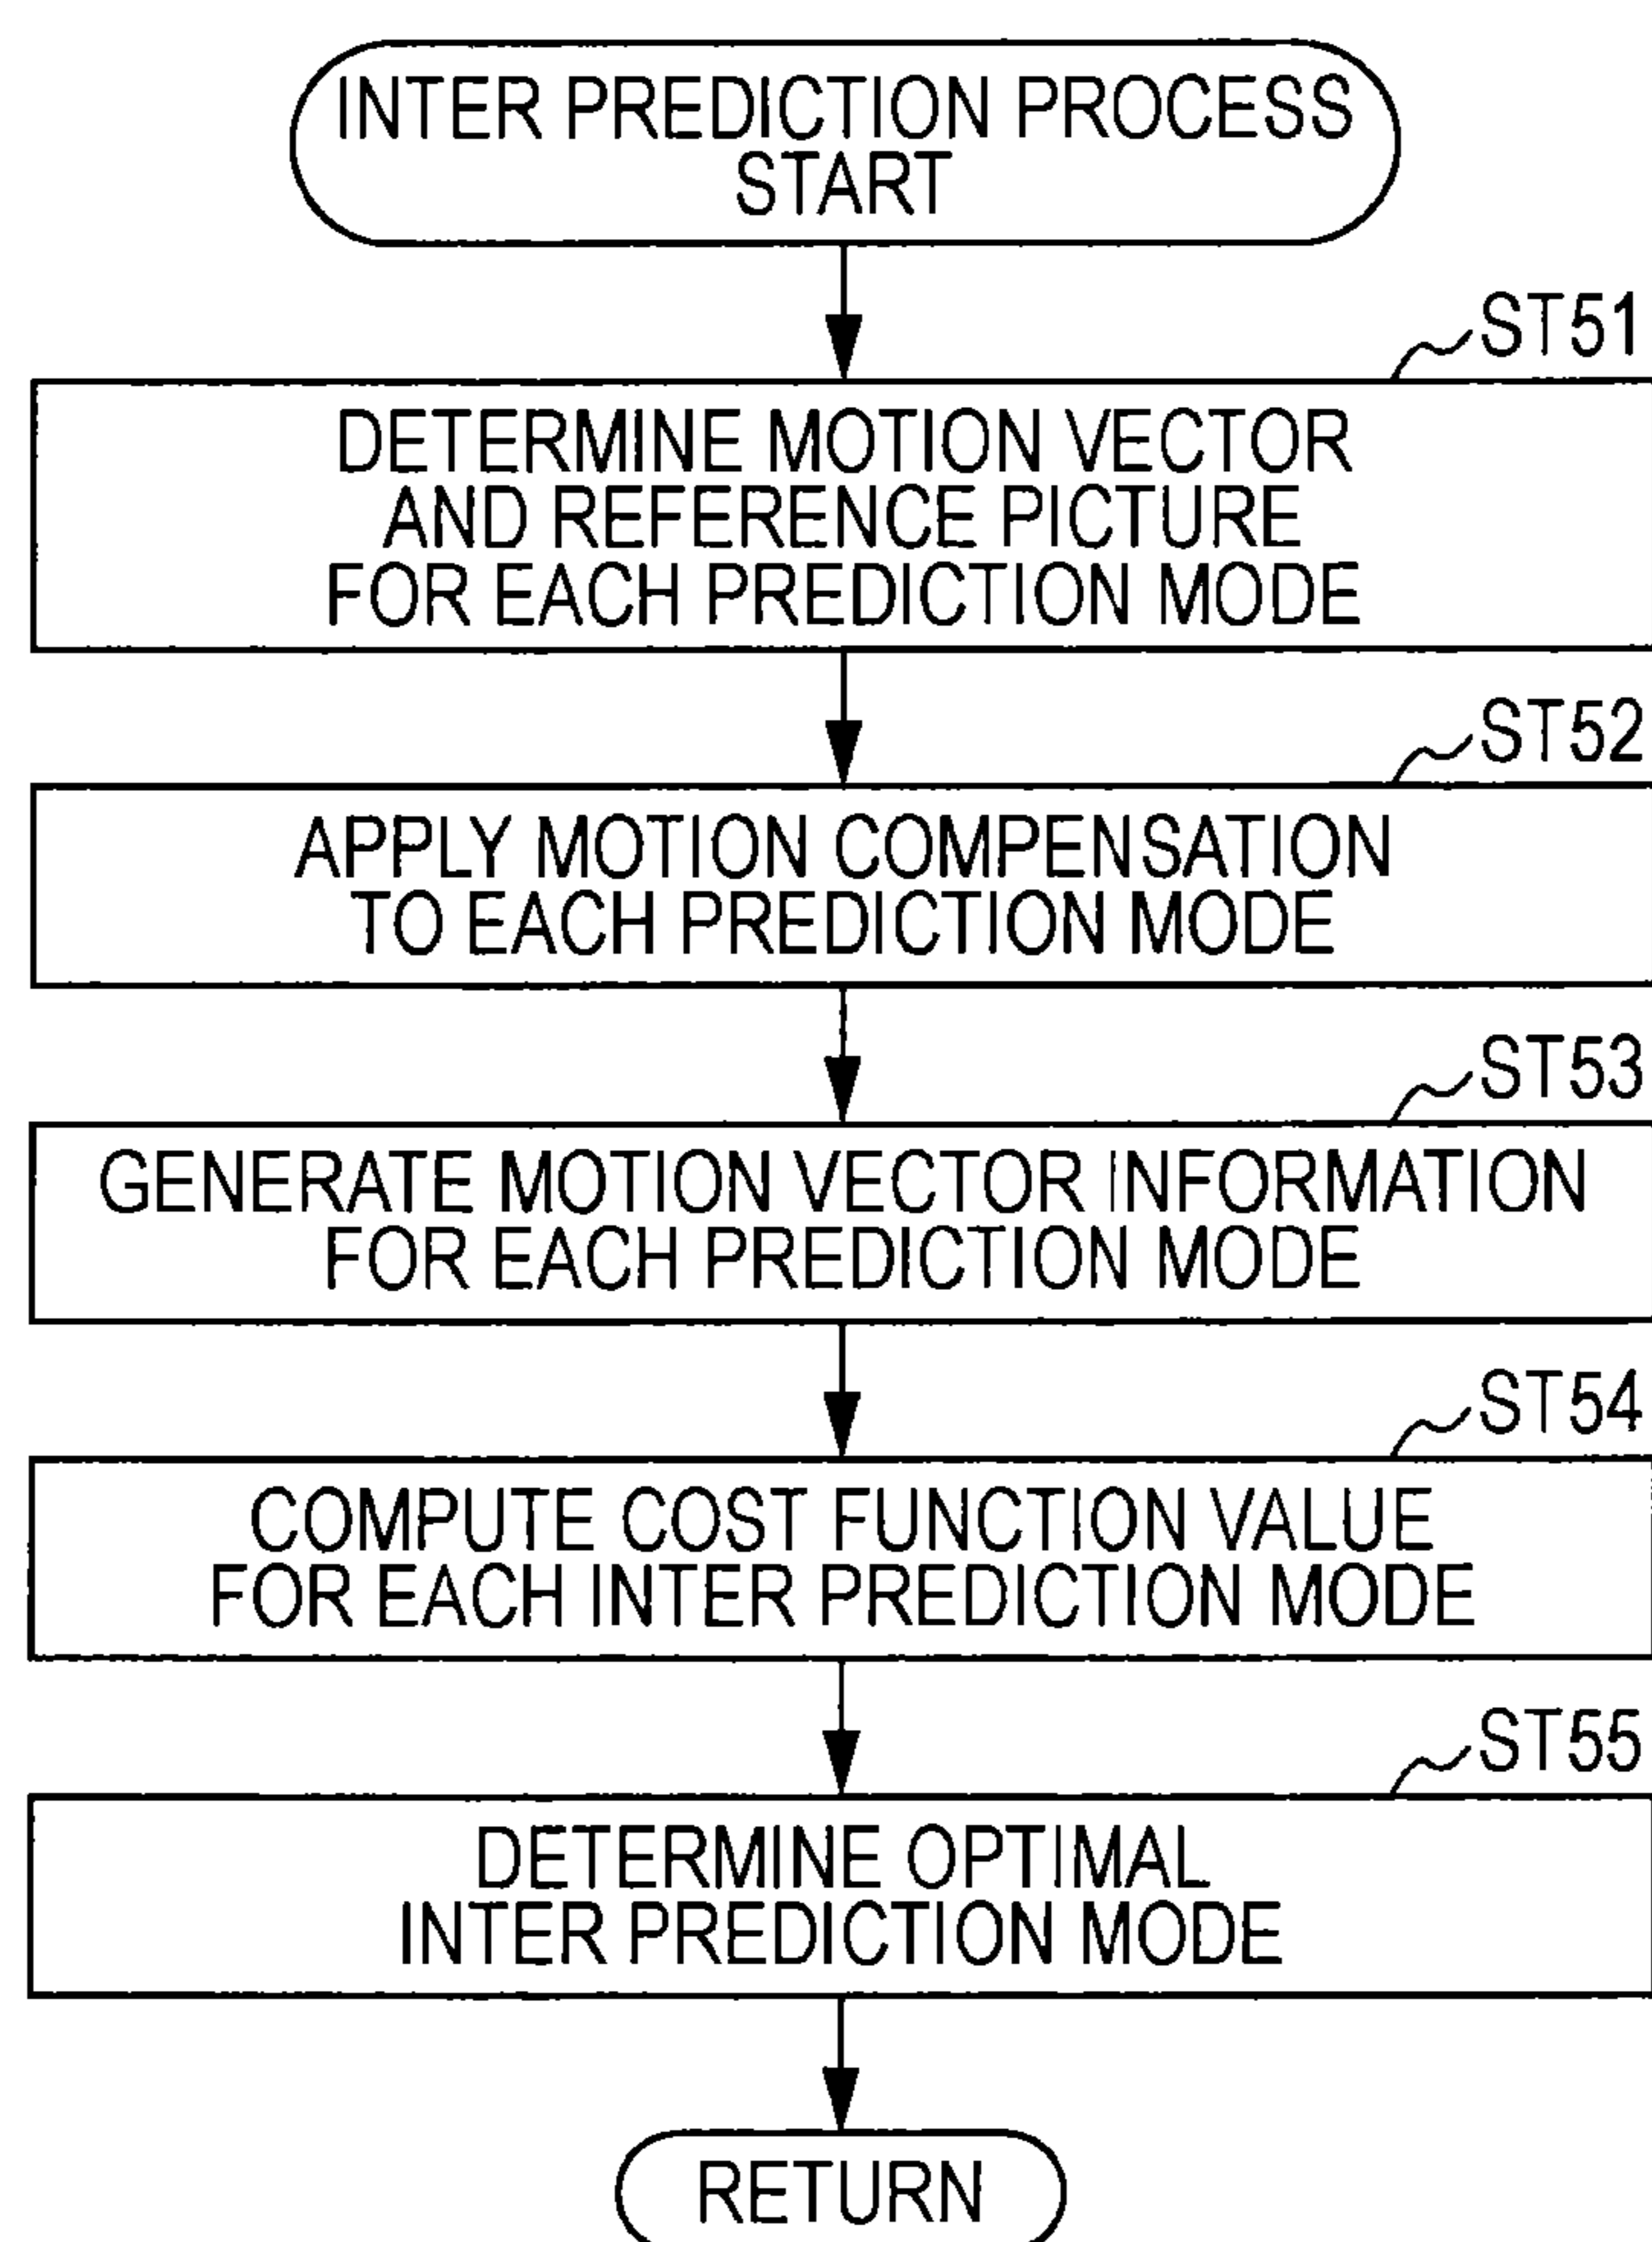 INTER PREDICTION PROCESS
START
ST51
DETERMINE MOTION VECTOR
AND REFERENCE PICTURE
FOR EACH PREDICTION MODE
ST52
APPLY MOTION COMPENSATION
TO EACH PREDICTION MODE
ST53
GENERATE MOTION VECTOR INFORMATION
FOR EACH PREDICTION MODE
ST54
COMPUTE COST FUNCTION VALUE
FOR EACH INTER PREDICTION MODE
ST55
DETERMINE OPTIMAL
INTER PREDICTION MODE
RETURN